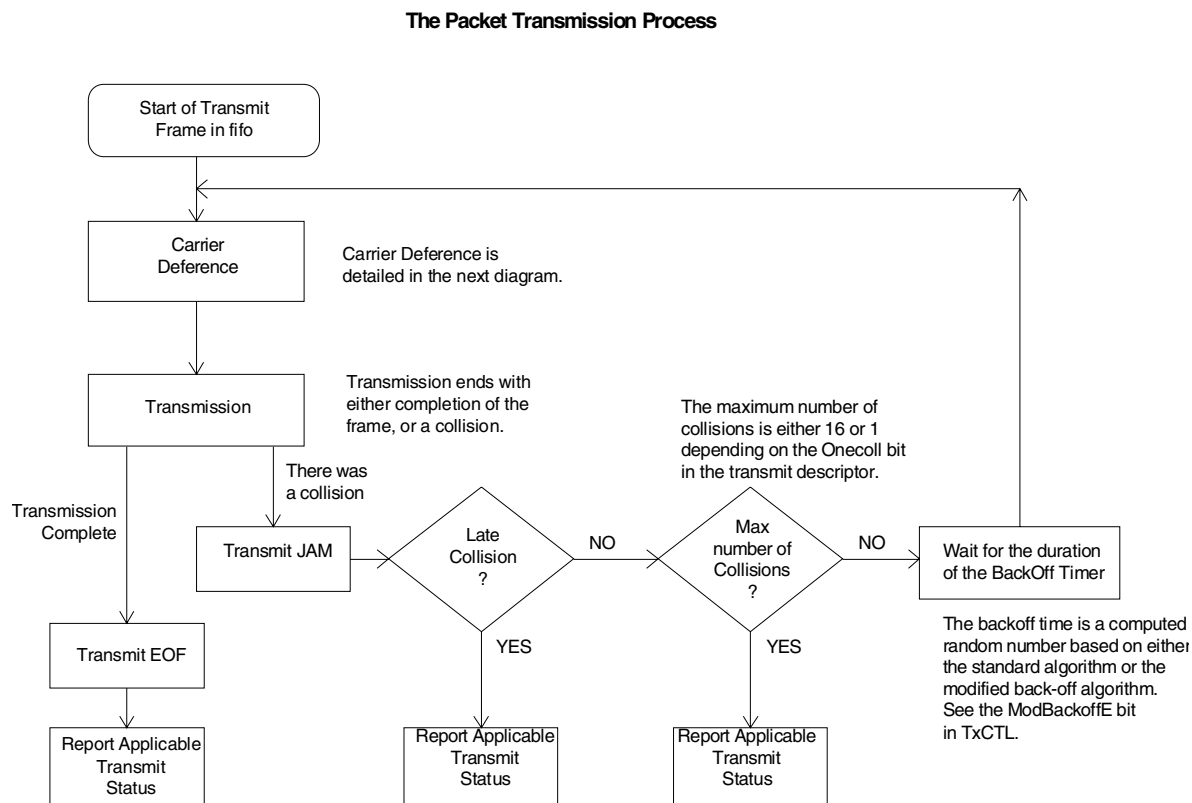 The Packet Transmission Process
Start of Transmit
Frame in fifo
Carrier
Deference
Carrier Deference is
detailed in the next diagram.
Transmission
Transmission ends with
either completion of the
frame, or a collision.
The maximum number of
collisions is either 16 or 1
depending on the Onecoll bit
in the transmit descriptor.
There was
a collision
Transmission
Complete
Transmit JAM
Late
Collision
?
NO
Max
number of
Collisions
?
NO
Wait for the duration
of the BackOff Timer
YES
YES
The backoff time is a computed
random number based on either
the standard algorithm or the
modified back-off algorithm.
See the ModBackoffE bit
in TxCTL.
Transmit EOF
Report Applicable
Transmit
Status
Report Applicable
Transmit
Status
Report Applicable
Transmit
Status